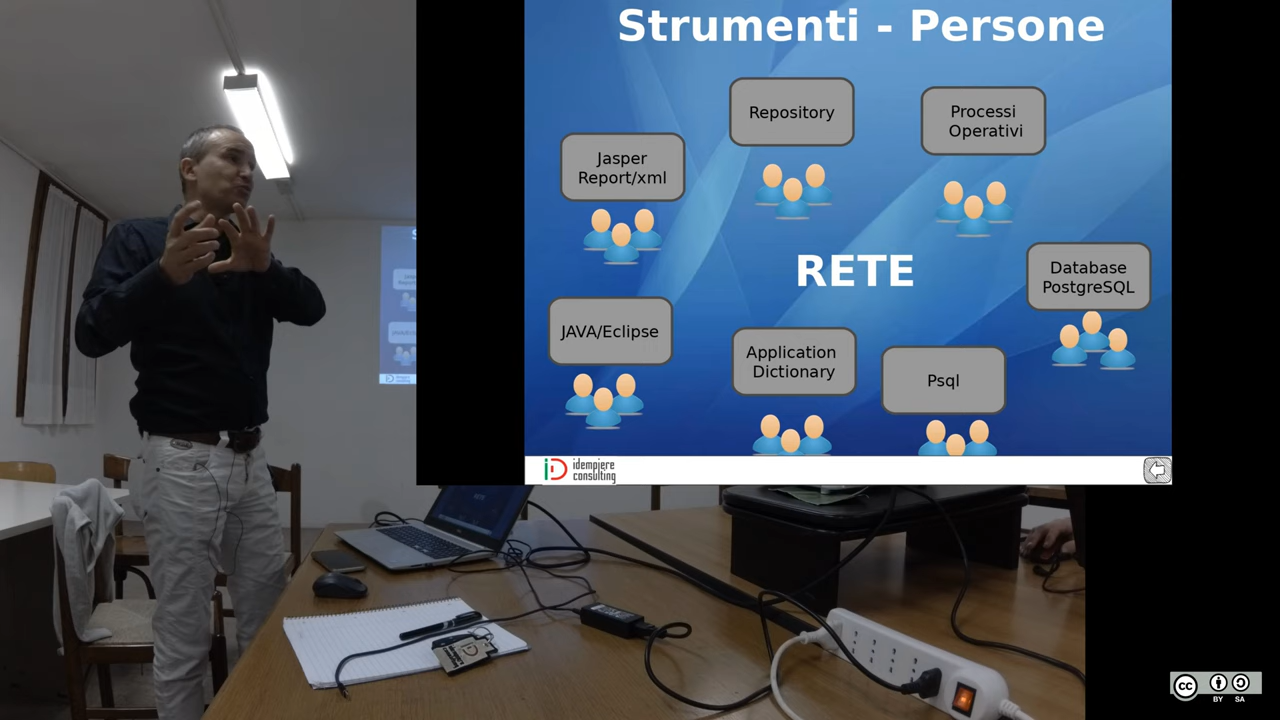 Strumenti - Persone
Repository
Processi
Operativi
Jasper
Report/xml
RETE
Database
PostgreSQL
JAVA/Eclipse
Application
Dictionary
Psql
idempiere
consulting
cc
BY SA